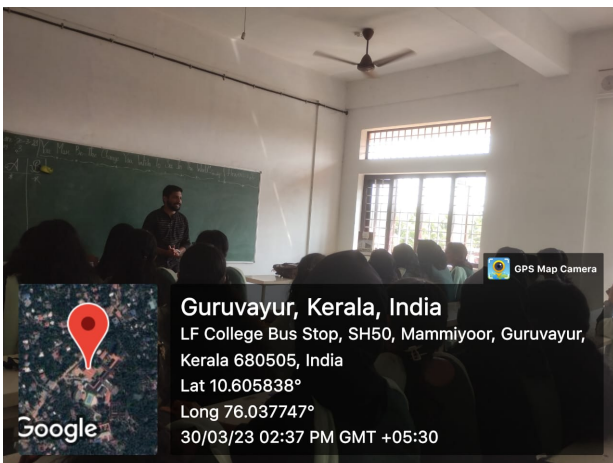 GPS Map Camera
Guruvayur, Kerala, India
LF College Bus Stop, SH50, Mammiyoor, Guruvayur,
Kerala 680505, India
Lat 10.605838°
Long 76.037747°
30/03/23 02:37 PM GMT +05:30
Google